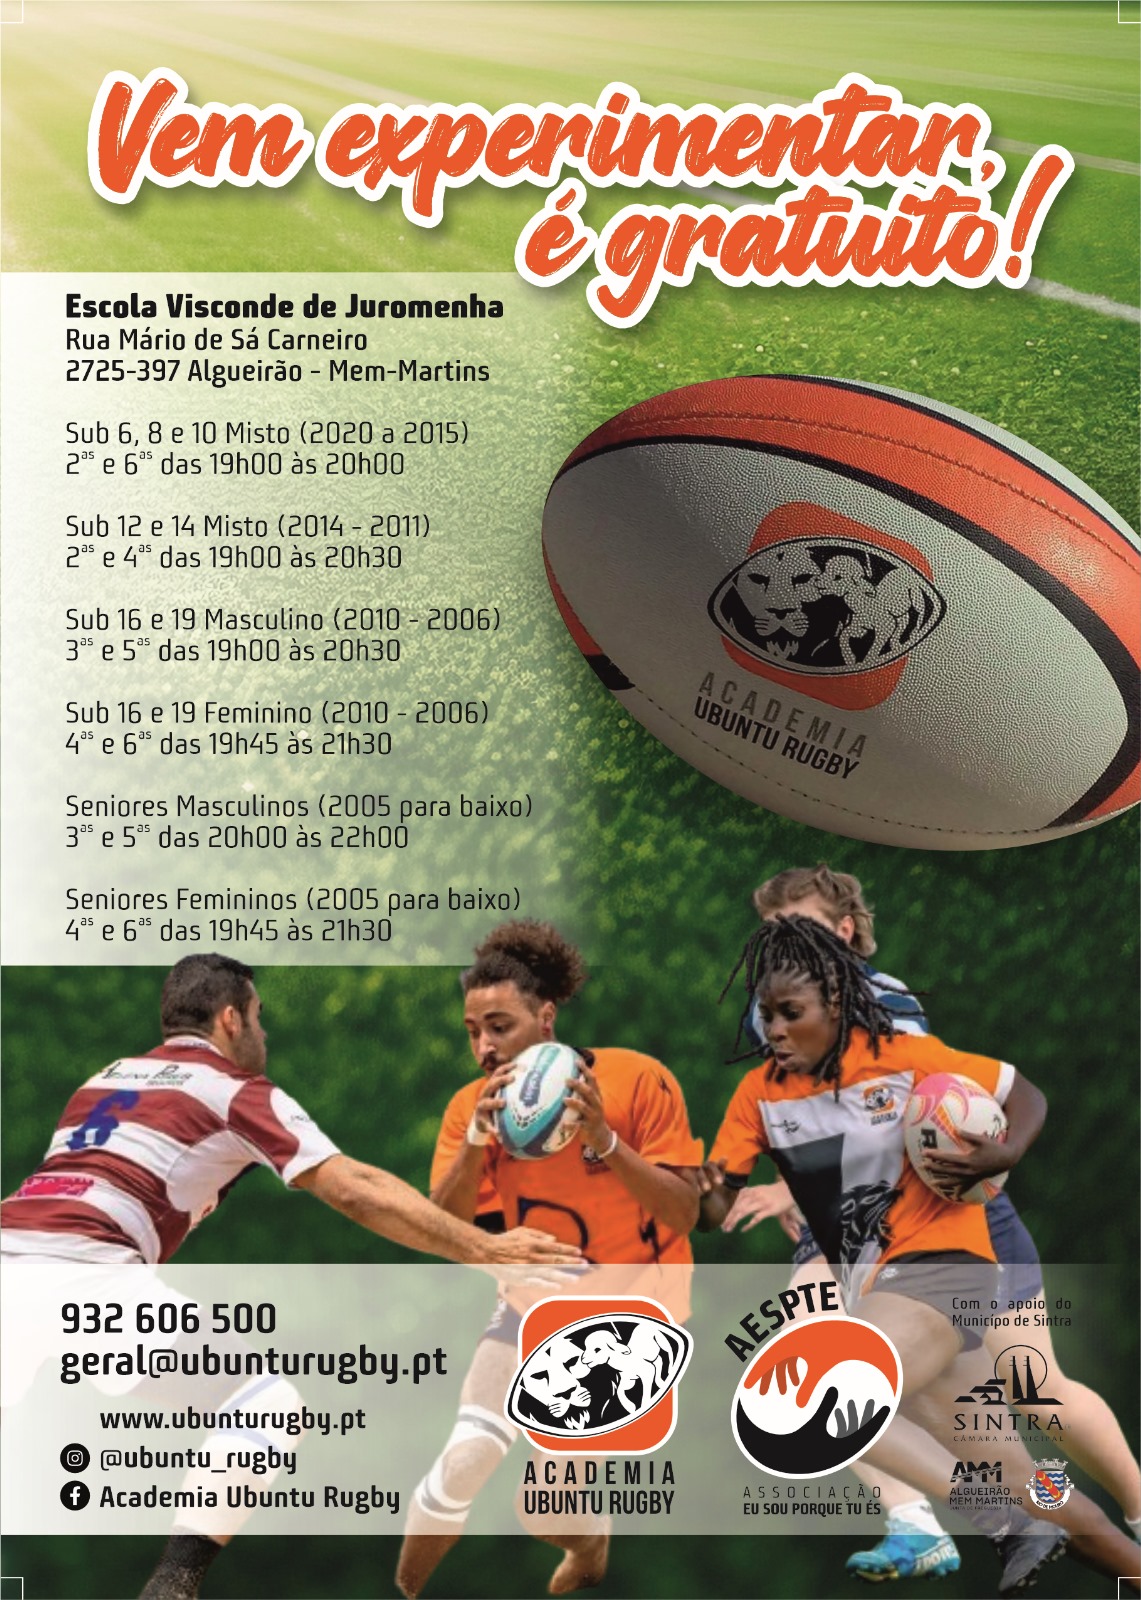 Vem experimentar,
é gratuito!
Escola Visconde de Juromenha
Rua Mário de Sá Carneiro
2725-397 Algueirão - Mem-Martins
Sub 6, 8 e 10 Misto (2020 a 2015)
2ªˢ e 6ªˢ das 19h00 às 20h00
Sub 12 e 14 Misto (2014 - 2011)
2ªˢ e 4ªˢ das 19h00 às 20h30
Sub 16 e 19 Masculino (2010 - 2006)
3ªˢ e 5ªˢ das 19h00 às 20h30
Sub 16 e 19 Feminino (2010 - 2006)
4ªˢ e 6ªˢ das 19h45 às 21h30
Seniores Masculinos (2005 para baixo)
3ªˢ e 5ªˢ das 20h00 às 22h00
Seniores Femininos (2005 para baixo)
4ªˢ e 6ªˢ das 19h45 às 21h30
ACADEMIA
UBUNTU RUGBY
6
932 606 500
geral@ubunturugby.pt
www.ubunturugby.pt
@ubuntu_rugby
Academia Ubuntu Rugby
ACADEMIA
UBUNTU RUGBY
AESPTE
ASSOCIAÇÃO
EU SOU PORQUE TU ÉS
Com o apoio do
Município de Sintra
SINTRA
CÂMARA MUNICIPAL
AMM
ALGUEIRÃO
MEM MARTINS